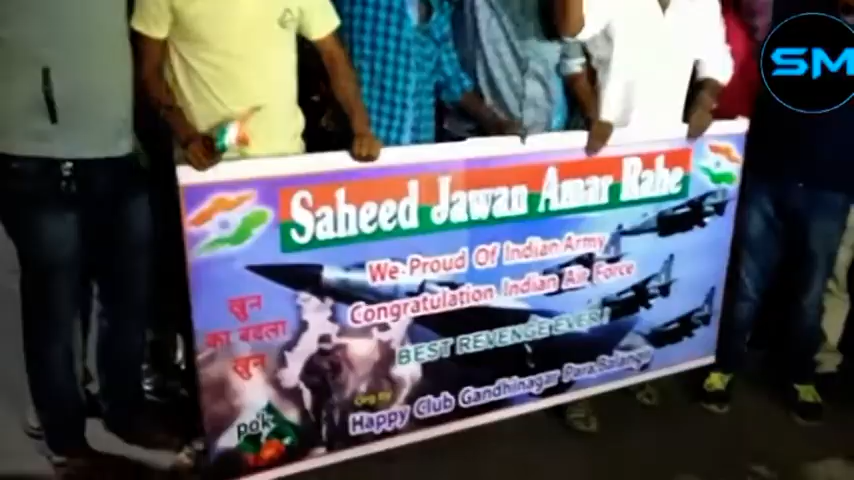 SM
Saheed Jawan Amar Rahe
We Proud Of Indian Army
Congratulation Indian Air Force
BEST REVENGE EVER!
खुन
का बदला
खुन
pok
Org By
Happy Club Gandhinagar Para,